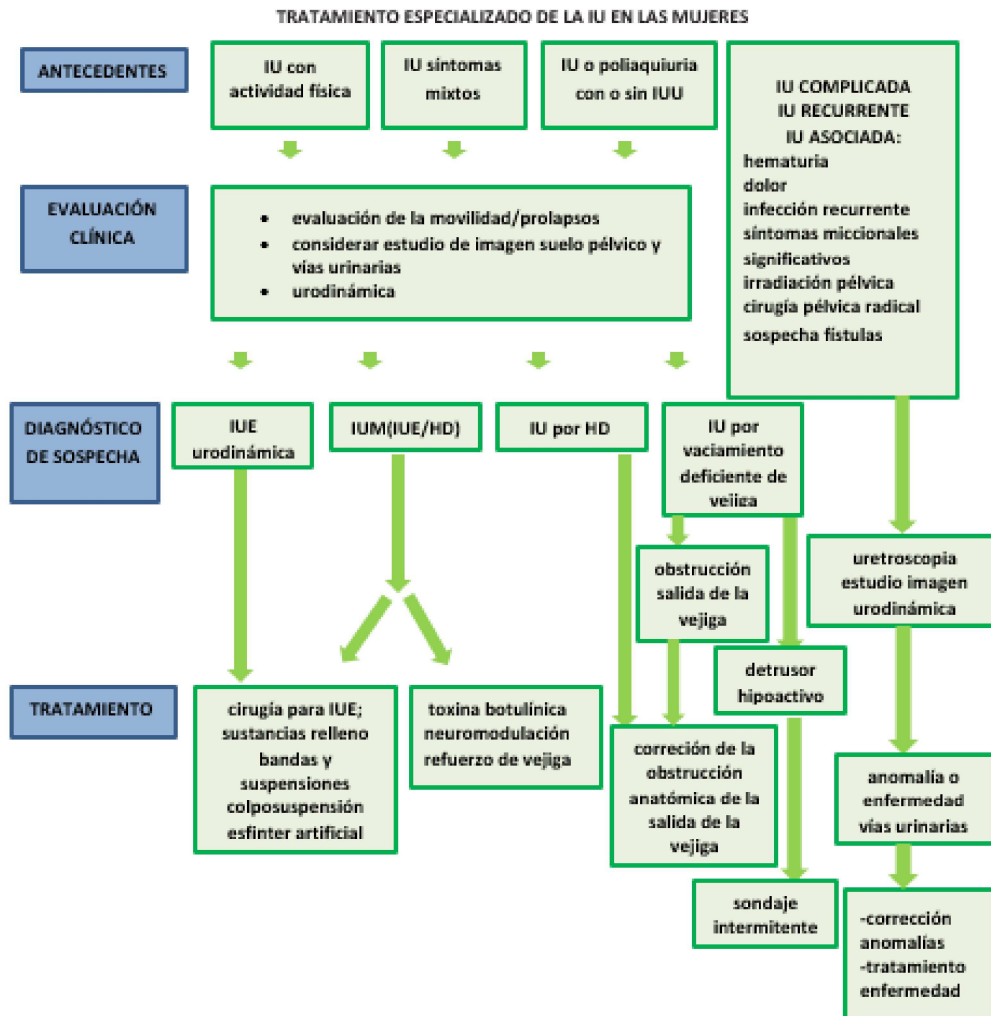 TRATAMIENTO ESPECIALIZADO DE LA IU EN LAS MUJERES
ANTECEDENTES
IU con
actividad física
IU síntomas
mixtos
IU o poliaquiuria
con o sin IUU
IU COMPLICADA
IU RECURRENTE
IU ASOCIADA:
hematuria
dolor
infección recurrente
síntomas miccionales
significativos
irradiación pélvica
cirugía pélvica radical
sospecha fístulas
EVALUACIÓN
CLÍNICA
• evaluación de la movilidad/prolapsos
• considerar estudio de imagen suelo pélvico y
vías urinarias
• urodinámica
DIAGNÓSTICO
DE SOSPECHA
IUE
urodinámica
IUM(IUE/HD)
IU por HD
IU por
vaciamiento
deficiente de
vejiga
obstrucción
salida de la
vejiga
uretroscopia
estudio imagen
urodinámica
detrusor
hipoactivo
TRATAMIENTO
cirugía para IUE;
sustancias relleno
bandas y
suspensiones
colposuspensión
esfinter artificial
toxina botulínica
neuromodulación
refuerzo de vejiga
correción de la
obstrucción
anatómica de la
salida de la
vejiga
anomalía o
enfermedad
vías urinarias
sondaje
intermitente
-corrección
anomalías
-tratamiento
enfermedad